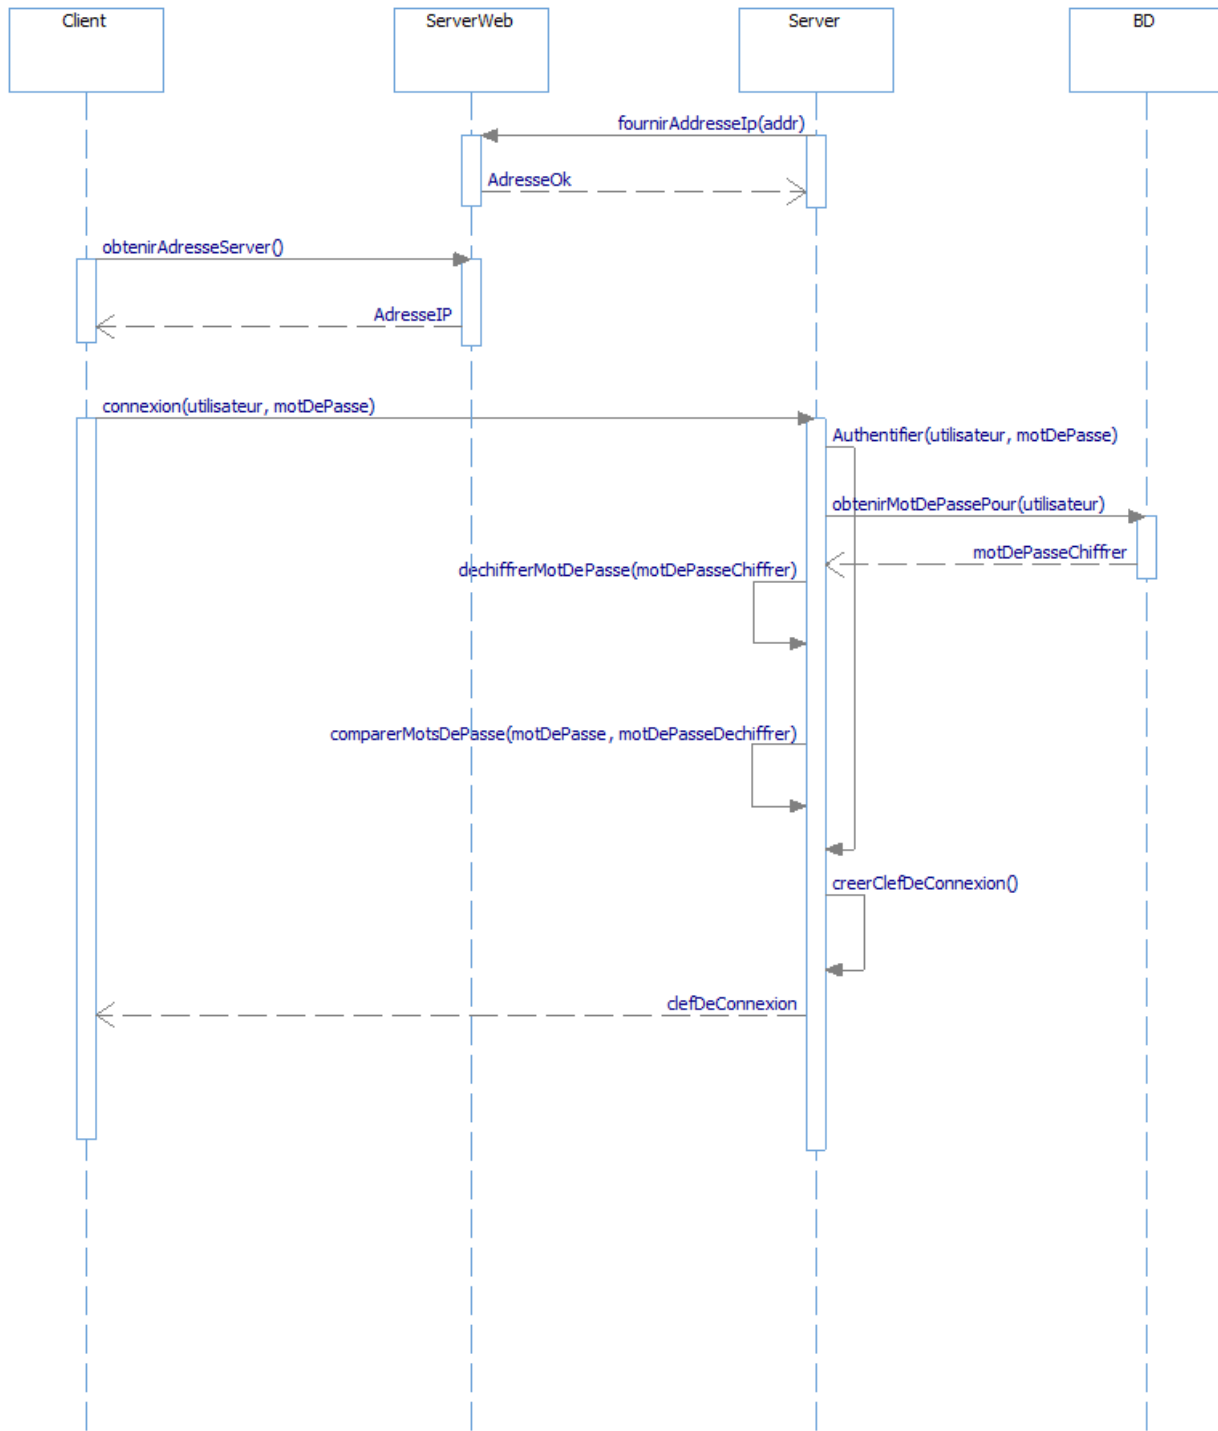 Client
ServerWeb
Server
BD
fournirAddresseIp(addr)
AdresseOk
obtenirAdresseServer()
AdresseIP
connexion(utilisateur, motDePasse)
Authentifier(utilisateur, motDePasse)
obtenirMotDePassePour(utilisateur)
motDePasseChiffrer
dechiffrerMotDePasse(motDePasseChiffrer)
comparerMotsDePasse(motDePasse, motDePasseDechiffrer)
creerClefDeConnexion()
clefDeConnexion